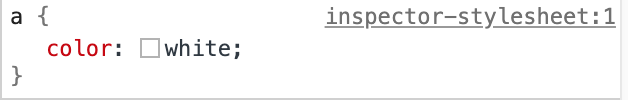 a { inspector-stylesheet:1
color: white;
}